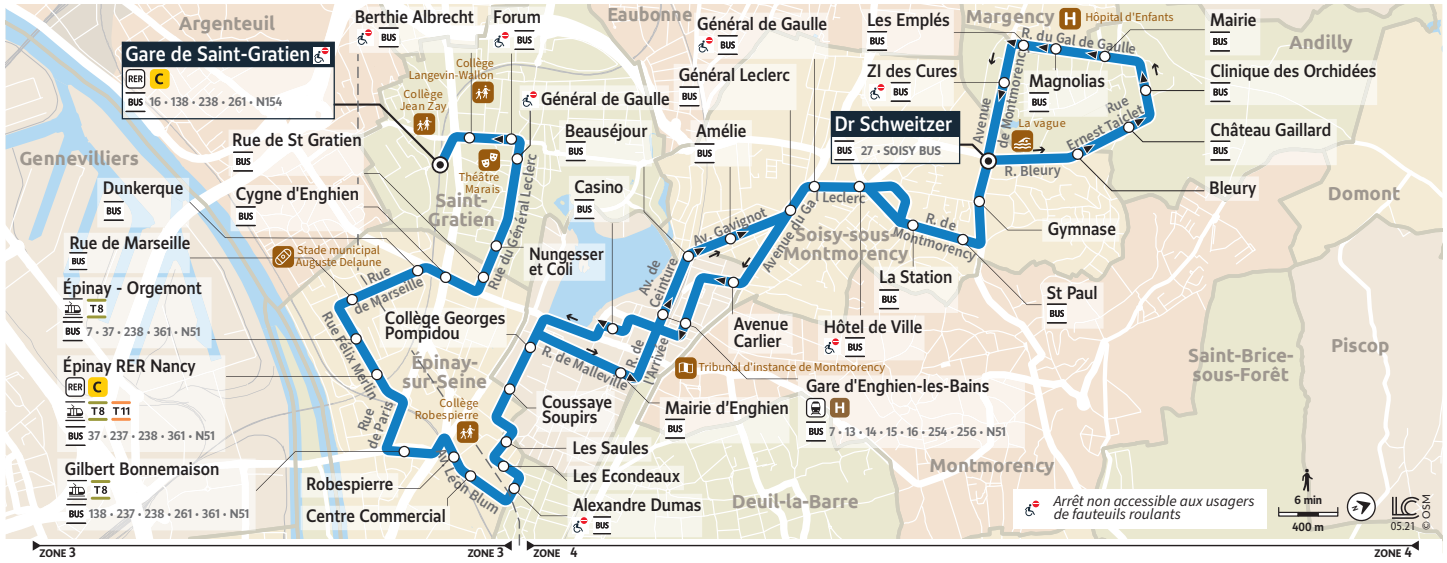 Argenteuil
Gennevilliers
Eaubonne
Margency
Andilly
Domont
Piscop
Saint-Brice-
sous-Forêt
Montmorency
Deuil-la-Barre
Soisy-sous-
Montmorency
Saint-
Gratien
Épinay-
sur-Seine
Gare de Saint-Gratien
RER C
BUS 16 • 138 • 238 • 261 • N154
Berthie Albrecht
BUS
Forum
BUS
Collège
Langevin-Wallon
Collège
Jean Zay
Théâtre
Marais
Général de Gaulle
BUS
Rue de St Gratien
BUS
Cygne d'Enghien
BUS
Dunkerque
BUS
Rue de Marseille
BUS
Stade municipal
Auguste Delaune
Épinay - Orgemont
T8
BUS 7 • 37 • 238 • 361 • N51
Épinay RER Nancy
RER C
T8 T11
BUS 37 • 237 • 238 • 361 • N51
Gilbert Bonnemaison
T8
BUS 138 • 237 • 238 • 261 • 361 • N51
Robespierre
Centre Commercial
Collège
Robespierre
Collège Georges
Pompidou
Nungesser
et Coli
Coussaye
Soupirs
Les Saules
Les Econdeaux
Alexandre Dumas
BUS
Beauséjour
BUS
Casino
BUS
Mairie d'Enghien
BUS
Général de Gaulle
BUS
Général Leclerc
BUS
Amélie
BUS
Avenue
Carlier
Tribunal d'instance de Montmorency
Gare d'Enghien-les-Bains
H
BUS 7 • 13 • 14 • 15 • 16 • 254 • 256 • N51
Hôtel de Ville
BUS
La Station
BUS
St Paul
BUS
Gymnase
Dr Schweitzer
BUS 27 • SOISY BUS
Les Emplés
BUS
ZI des Cures
BUS
Magnolias
BUS
La vague
H Hôpital d'Enfants
Mairie
BUS
Clinique des Orchidées
BUS
Château Gaillard
BUS
Bleury
Rue du Général Leclerc
l Rue
de Marseille
Rue Félix Merlin
Rue
de Paris
Av. Léon Blum
R. de Malleville
R. de
l'Arrivée
Av. de
Ceinture
Av. Gavignot
Avenue du Ga
l Leclerc
R. de
Montmorency
Avenue
de Montmorency
R. du Gal de Gaulle
Rue
Ernest Taiclet
R. Bleury
Arrêt non accessible aux usagers
de fauteuils roulants
6 min
400 m
Z
LC
05.21
© OSM
ZONE 3
ZONE 3
ZONE 4
ZONE 4